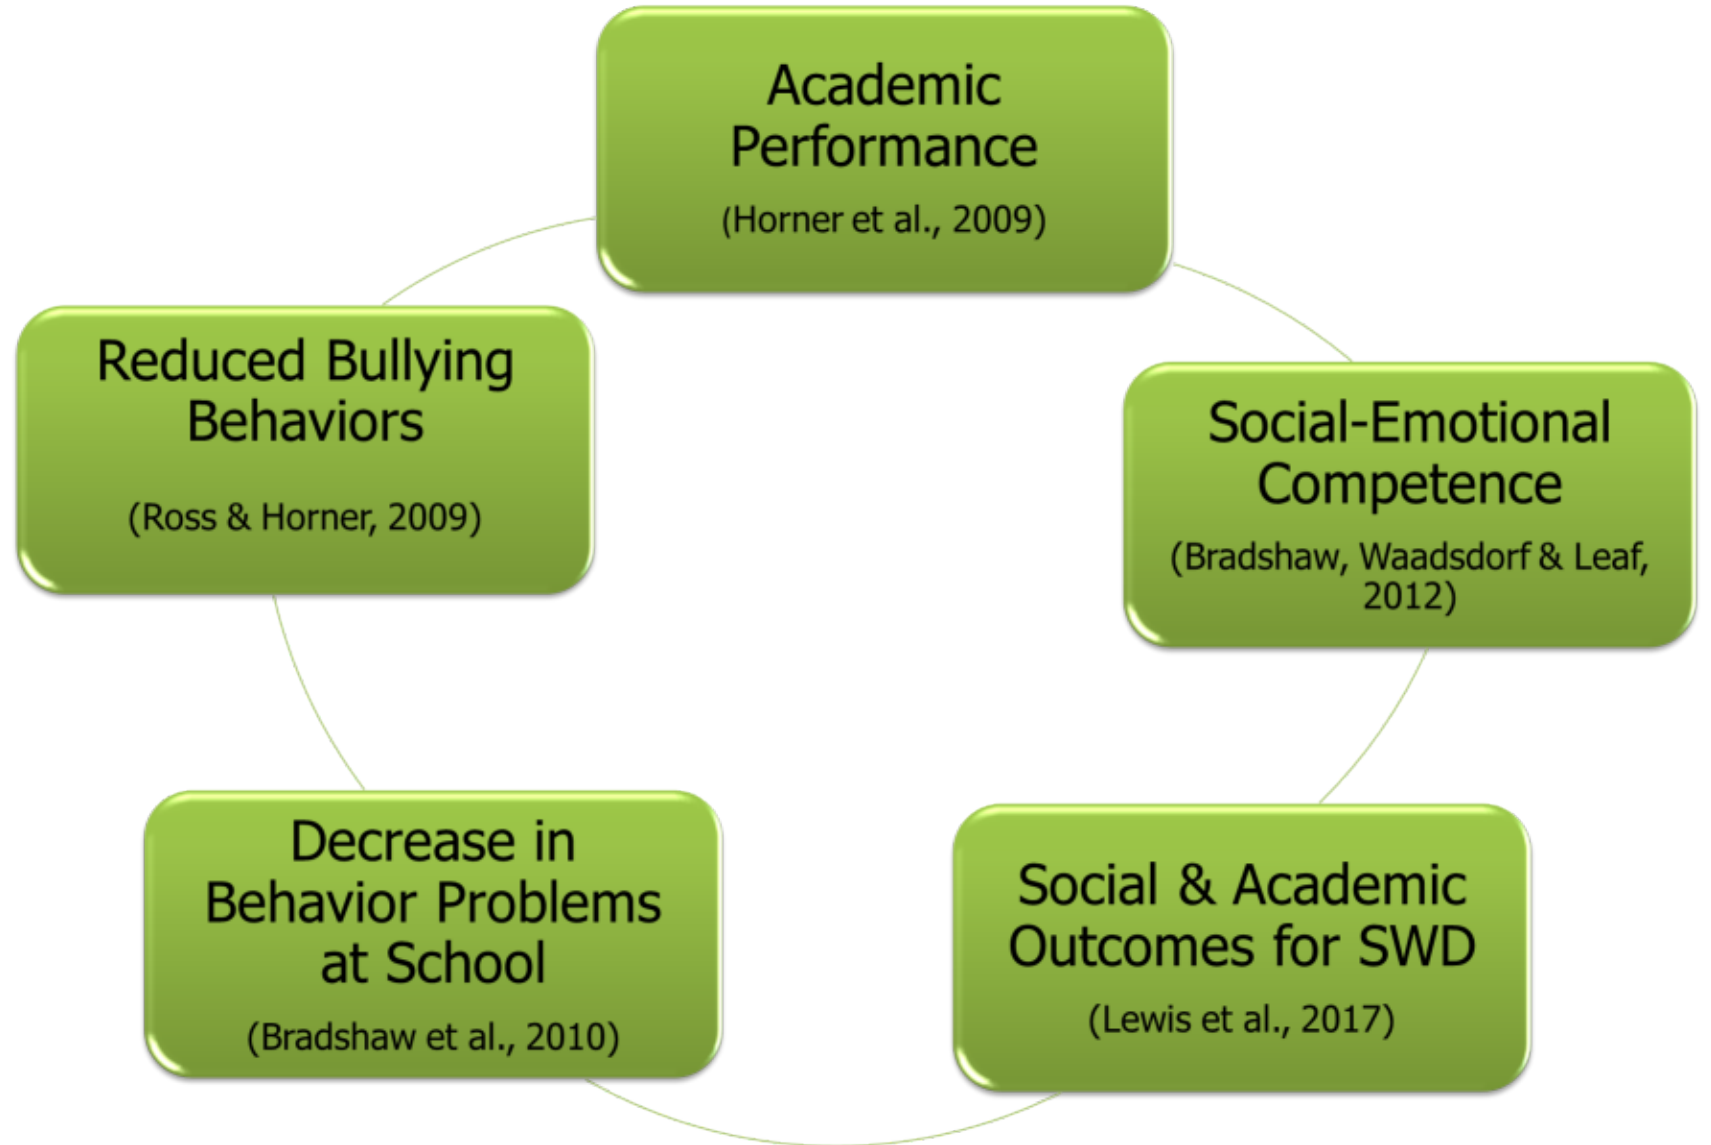 Academic
Performance
(Horner et al., 2009)
Social-Emotional
Competence
(Bradshaw, Waadsdorf & Leaf,
2012)
Social & Academic
Outcomes for SWD
(Lewis et al., 2017)
Decrease in
Behavior Problems
at School
(Bradshaw et al., 2010)
Reduced Bullying
Behaviors
(Ross & Horner, 2009)